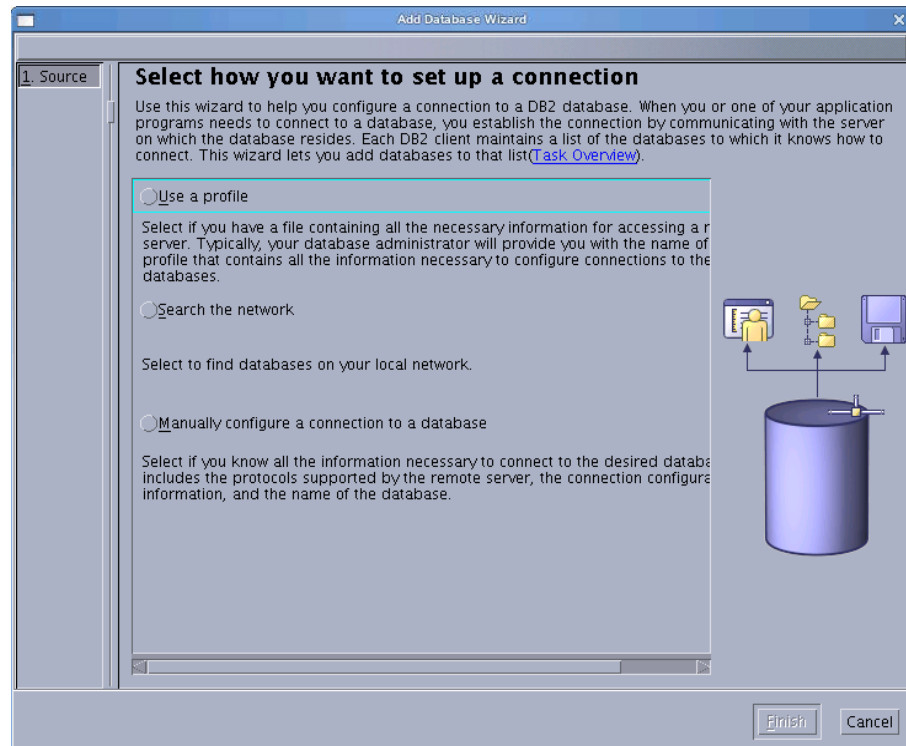 Add Database Wizard
1. Source
Select how you want to set up a connection
Use this wizard to help you configure a connection to a DB2 database. When you or one of your application
programs needs to connect to a database, you establish the connection by communicating with the server
on which the database resides. Each DB2 client maintains a list of the databases to which it knows how to
connect. This wizard lets you add databases to that list(Task Overview).
Use a profile
Select if you have a file containing all the necessary information for accessing a r
server. Typically, your database administrator will provide you with the name of
profile that contains all the information necessary to configure connections to the
databases.
Search the network
Select to find databases on your local network.
Manually configure a connection to a database
Select if you know all the information necessary to connect to the desired databa
includes the protocols supported by the remote server, the connection configura
information, and the name of the database.
Finish
Cancel